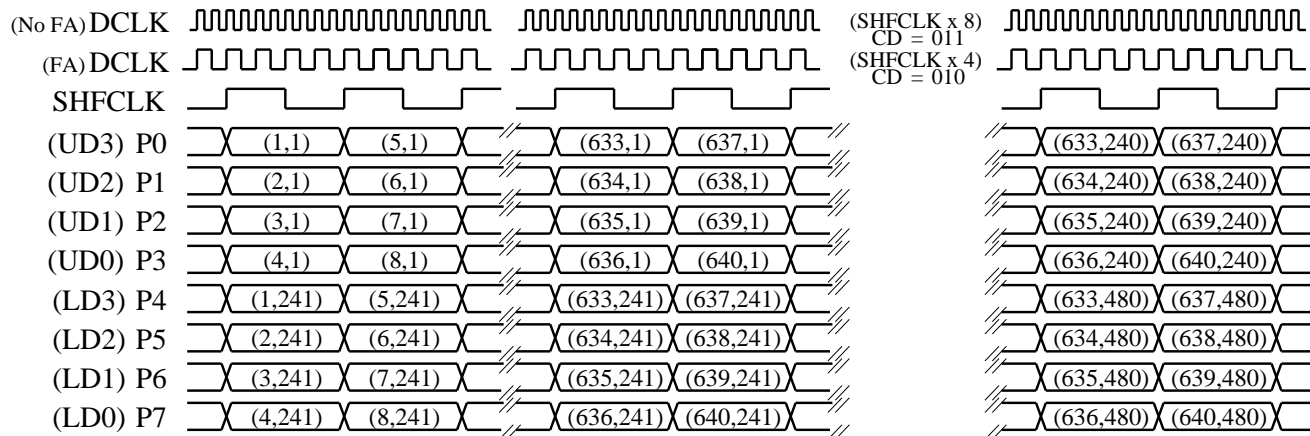 (No FA) DCLK (SHFCLK x 8)
CD = 011
(FA) DCLK (SHFCLK x 4)
CD = 010
SHFCLK
(UD3) P0 (1,1) (5,1) (633,1) (637,1) (633,240) (637,240)
(UD2) P1 (2,1) (6,1) (634,1) (638,1) (634,240) (638,240)
(UD1) P2 (3,1) (7,1) (635,1) (639,1) (635,240) (639,240)
(UD0) P3 (4,1) (8,1) (636,1) (640,1) (636,240) (640,240)
(LD3) P4 (1,241) (5,241) (633,241) (637,241) (633,480) (637,480)
(LD2) P5 (2,241) (6,241) (634,241) (638,241) (634,480) (638,480)
(LD1) P6 (3,241) (7,241) (635,241) (639,241) (635,480) (639,480)
(LD0) P7 (4,241) (8,241) (636,241) (640,241) (636,480) (640,480)